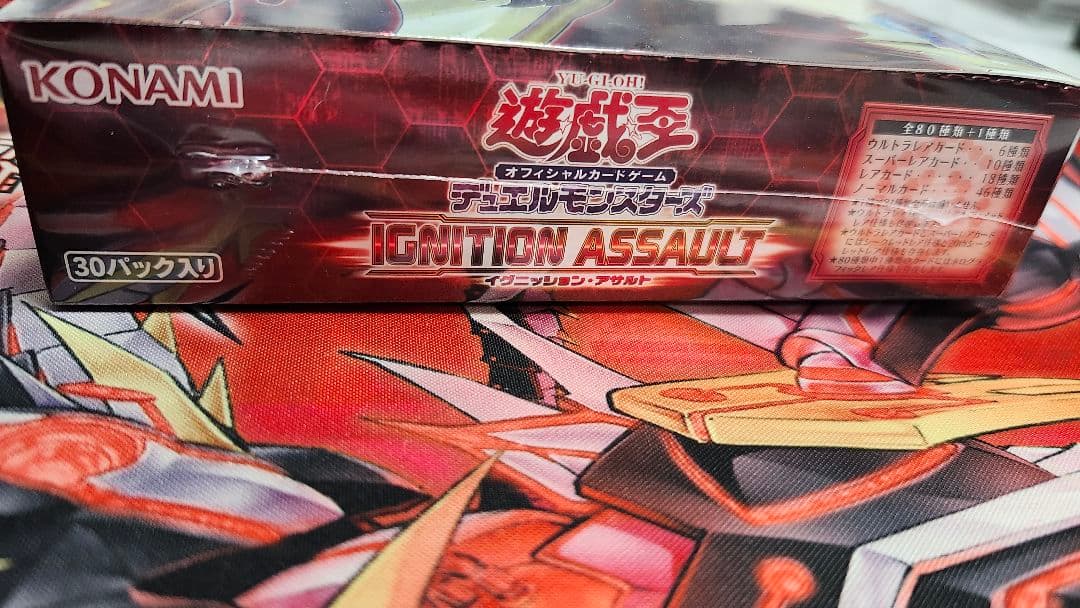 KONAMI
YU-GI-OH!
遊戯王
オフィシャルカードゲーム
デュエルモンスターズ
IGNITION ASSAULT
イグニッション・アサルト
30パック入り
全80種類+1種類
ウルトラレアカード・・・6種類
スーパーレアカード・・10種類
レアカード・・・・・・18種類
ノーマルカード・・・46種類